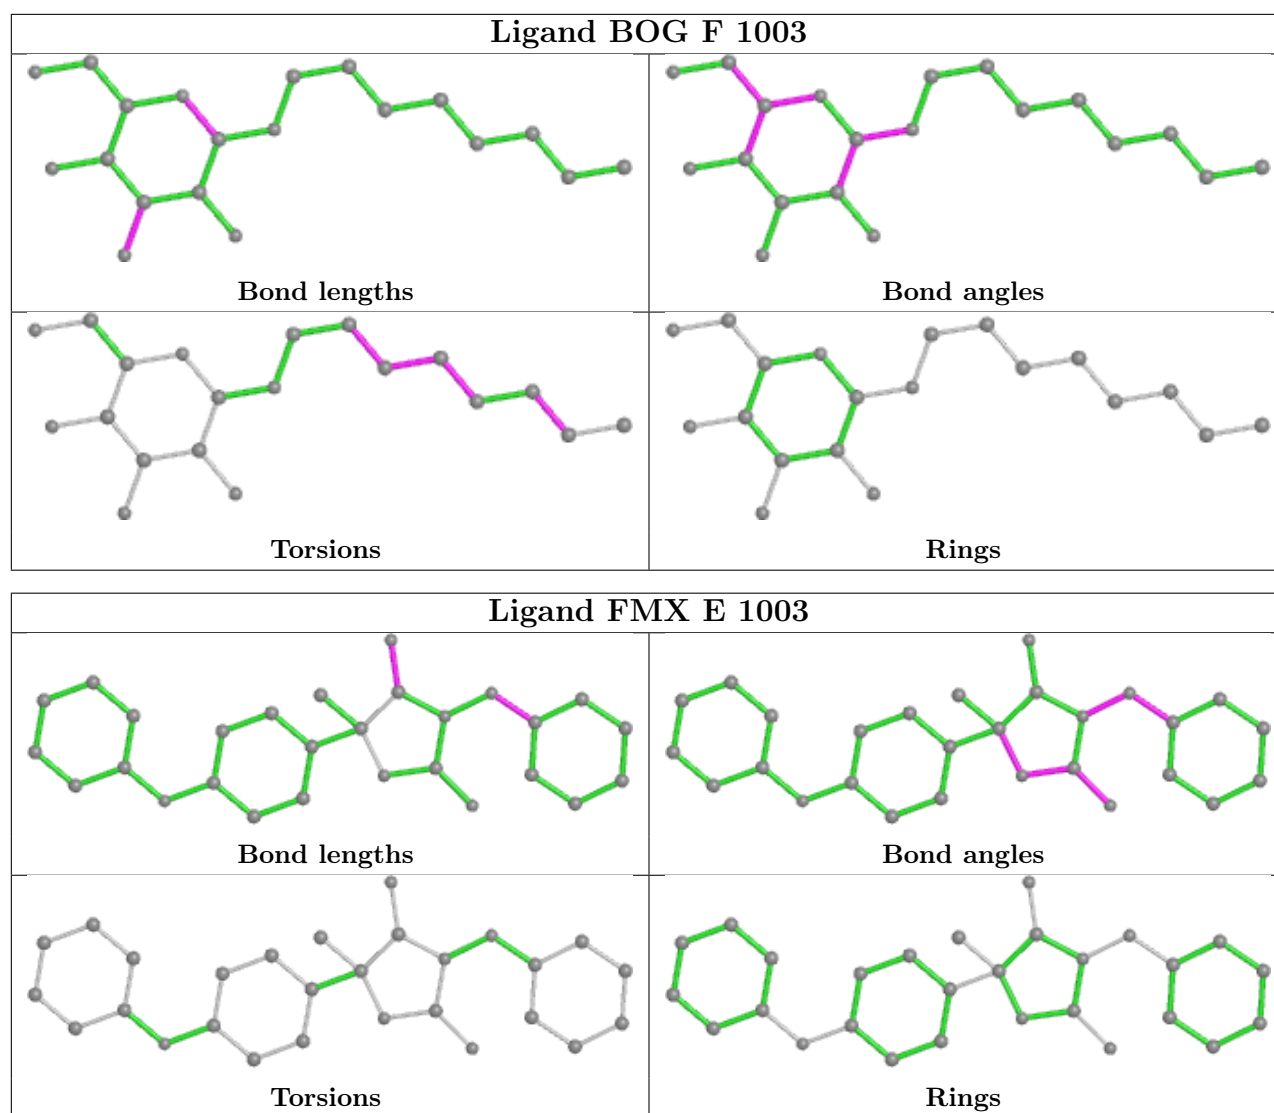 Ligand BOG F 1003
Bond lengths
Bond angles
Torsions
Rings
Ligand FMX E 1003
Bond lengths
Bond angles
Torsions
Rings